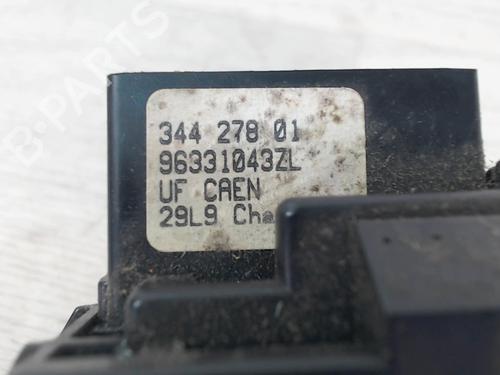 344 278 01
96331043ZL
UF CAEN
29L9 Cha
B-PARTS